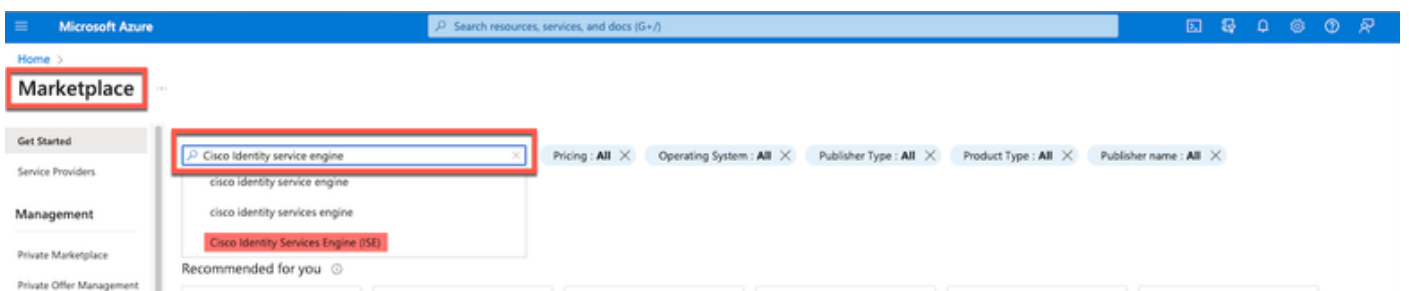 Microsoft Azure
Search resources, services, and docs (G+/)
Home >
Marketplace ...
Get Started
Service Providers
Management
Private Marketplace
Private Offer Management
Cisco Identity service engine
Pricing : All
Operating System : All
Publisher Type : All
Product Type : All
Publisher name : All
cisco identity service engine
cisco identity services engine
Cisco Identity Services Engine (ISE)
Recommended for you